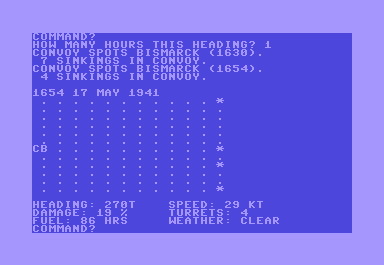 COMMAND?
HOW MANY HOURS THIS HEADING? 1
CONVOY SPOTS BISMARCK (1630).
7 SINKINGS IN CONVOY.
CONVOY SPOTS BISMARCK (1654).
4 SINKINGS IN CONVOY.
1654 17 MAY 1941
. . . . . . . . . . . *
. . . . . . . . . . . .
. . . . . . . . . . . .
. . . . . . . . . . . .
. . . . . . . . . . . .
. . . . . . . . . . . .
CB . . . . . . . . . . *
. . . . . . . . . . . .
. . . . . . . . . . . *
. . . . . . . . . . . .
. . . . . . . . . . . .
. . . . . . . . . . . *
HEADING: 270T SPEED: 29 KT
DAMAGE: 19 % TURRETS: 4
FUEL: 86 HRS WEATHER: CLEAR
COMMAND?